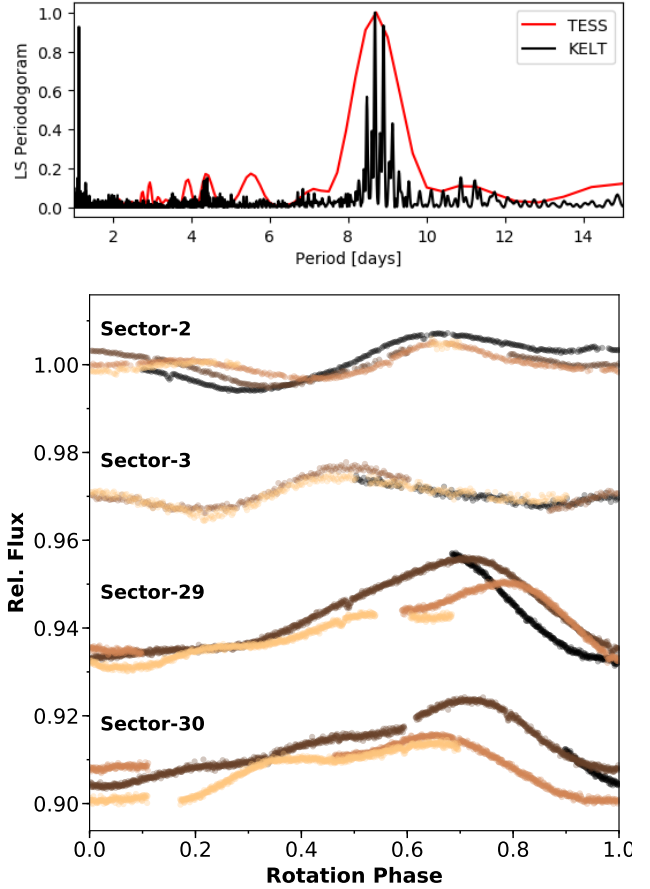 LS Periodogoram
1.0
0.8
0.6
0.4
0.2
0.0
TESS
KELT
2 4 6 8 10 12 14
Period [days]
Rel. Flux
1.00
0.98
0.96
0.94
0.92
0.90
Sector-2
Sector-3
Sector-29
Sector-30
0.0 0.2 0.4 0.6 0.8 1.0
Rotation Phase